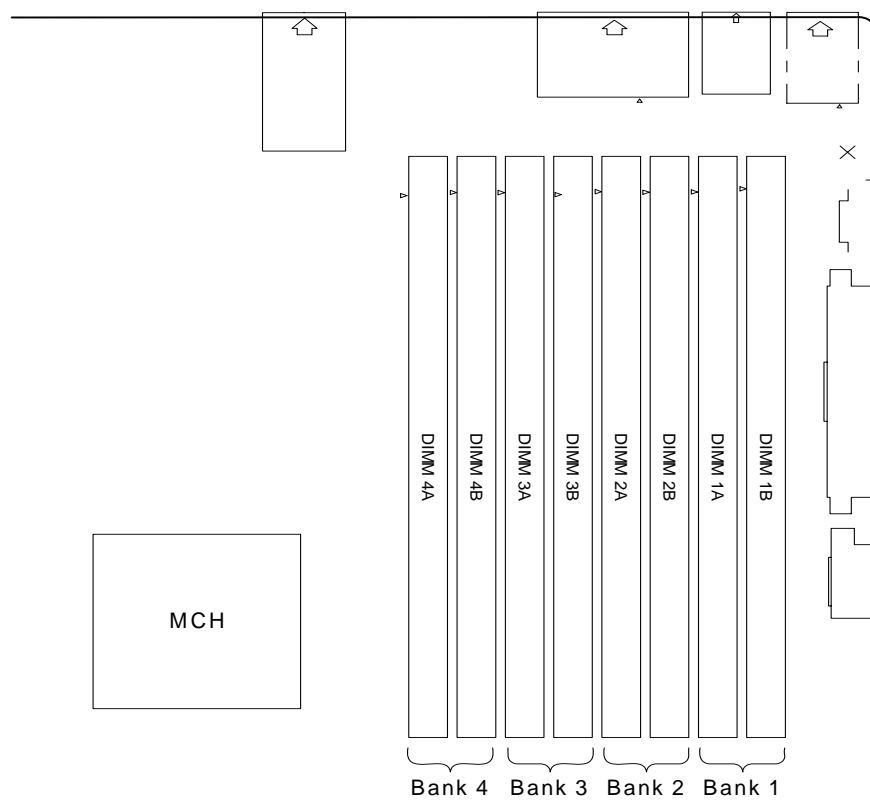 DIMM 4A
DIMM 4B
DIMM 3A
DIMM 3B
DIMM 2A
DIMM 2B
DIMM 1A
DIMM 1B
MCH
Bank 4
Bank 3
Bank 2
Bank 1